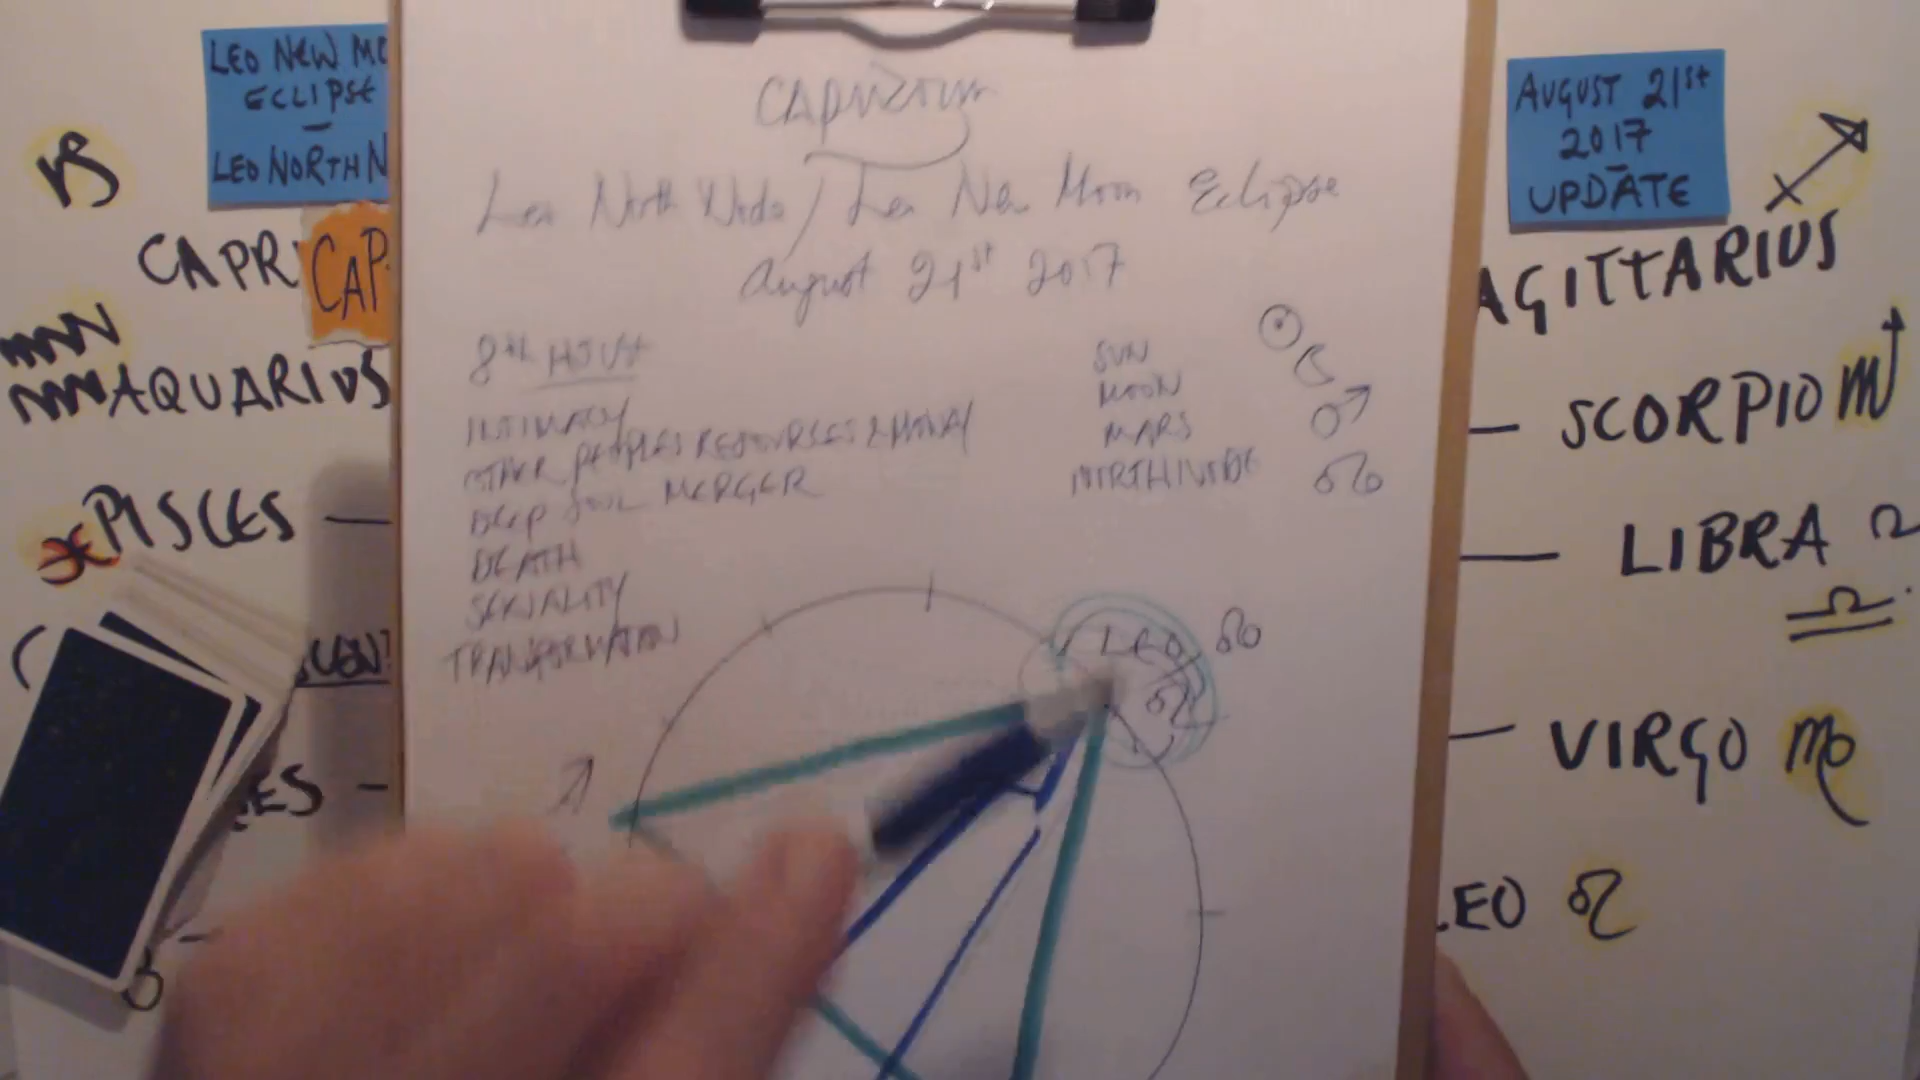 LEO NEW MO
ECLIPSE
–
LEO NORTH N
CAPR
CAP
AQUARIUS
PISCES
Capricorn
Leo North Node / Leo New Moon Eclipse
August 21st 2017
8th HOUSE
INTIMACY
OTHER PEOPLES RESOURCES & MONEY
DEEP SOUL MERGER
DEATH
SEXUALITY
TRANSFORMATION
SUN
MOON
MARS
NORTH NODE
LEO
AUGUST 21st
2017
–
UPDATE
AGITTARIUS
SCORPIO
LIBRA
VIRGO
LEO